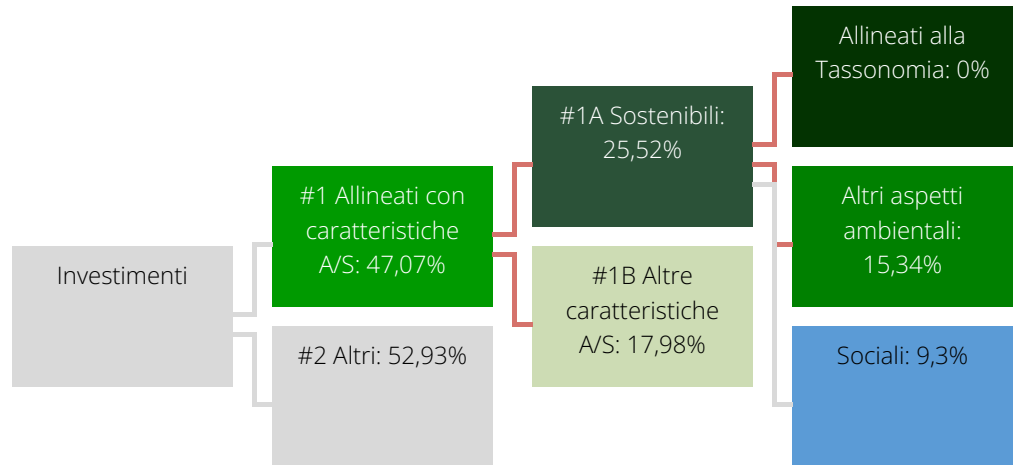 Investimenti
#1 Allineati con
caratteristiche
A/S: 47,07%
#2 Altri: 52,93%
#1A Sostenibili:
25,52%
#1B Altre
caratteristiche
A/S: 17,98%
Allineati alla
Tassonomia: 0%
Altri aspetti
ambientali:
15,34%
Sociali: 9,3%